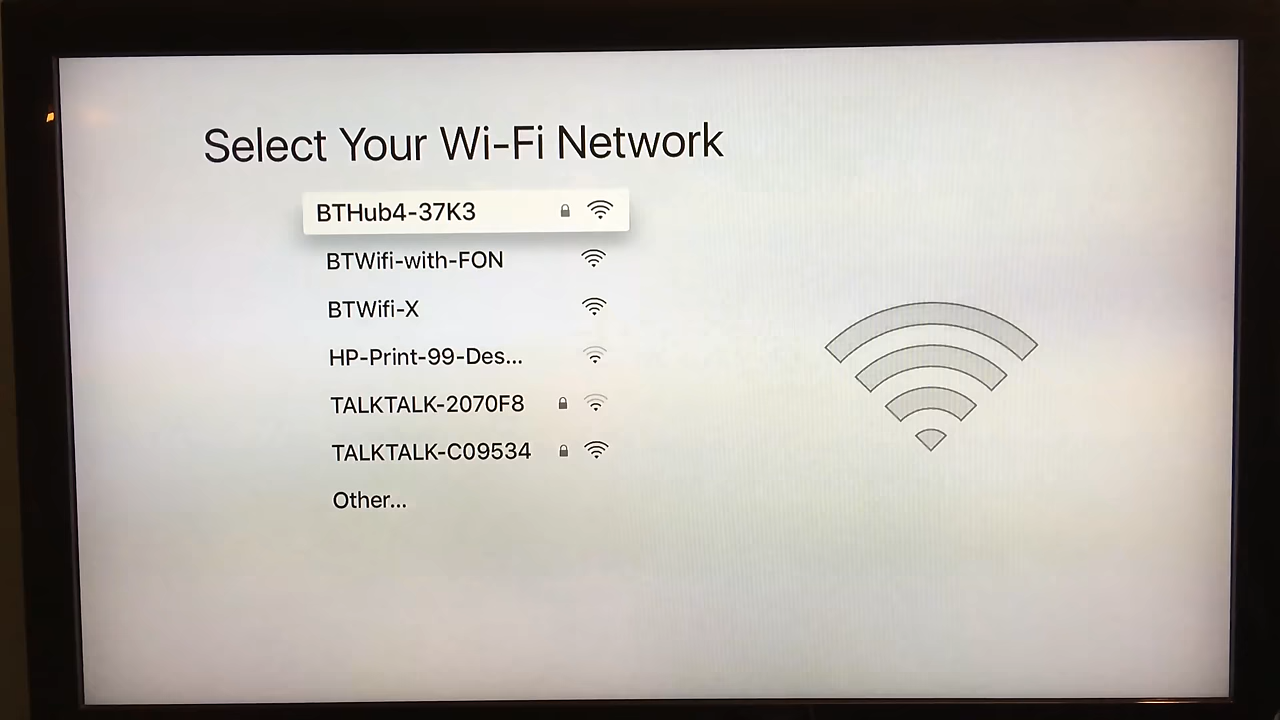 Select Your Wi-Fi Network
BTHub4-37K3
BTWifi-with-FON
BTWifi-X
HP-Print-99-Des...
TALKTALK-2070F8
TALKTALK-C09534
Other...